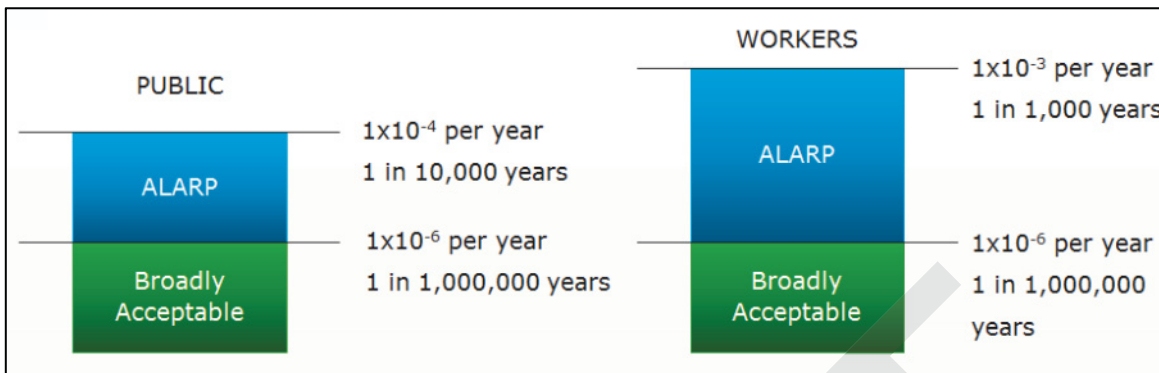 PUBLIC
1x10⁻⁴ per year
1 in 10,000 years
ALARP
1x10⁻⁶ per year
1 in 1,000,000 years
Broadly
Acceptable
WORKERS
1x10⁻³ per year
1 in 1,000 years
ALARP
1x10⁻⁶ per year
1 in 1,000,000
years
Broadly
Acceptable